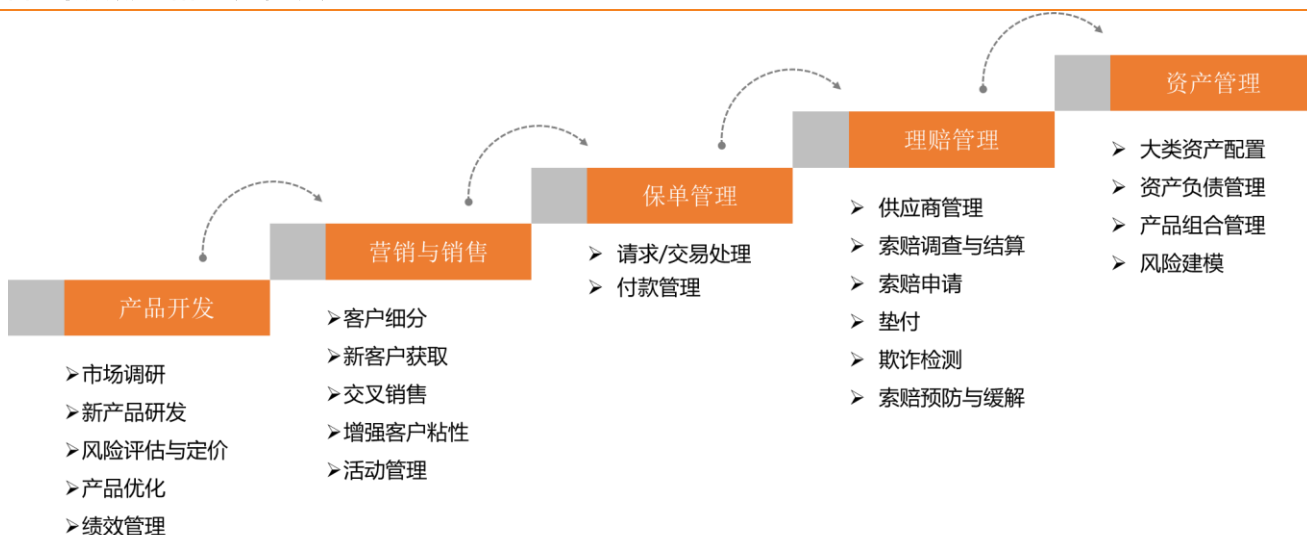 产品开发
➢市场调研
➢新产品研发
➢风险评估与定价
➢产品优化
➢绩效管理
营销与销售
➢客户细分
➢新客户获取
➢交叉销售
➢增强客户粘性
➢活动管理
保单管理
➢ 请求/交易处理
➢ 付款管理
理赔管理
➢ 供应商管理
➢ 索赔调查与结算
➢ 索赔申请
➢ 垫付
➢ 欺诈检测
➢ 索赔预防与缓解
资产管理
➢ 大类资产配置
➢ 资产负债管理
➢ 产品组合管理
➢ 风险建模